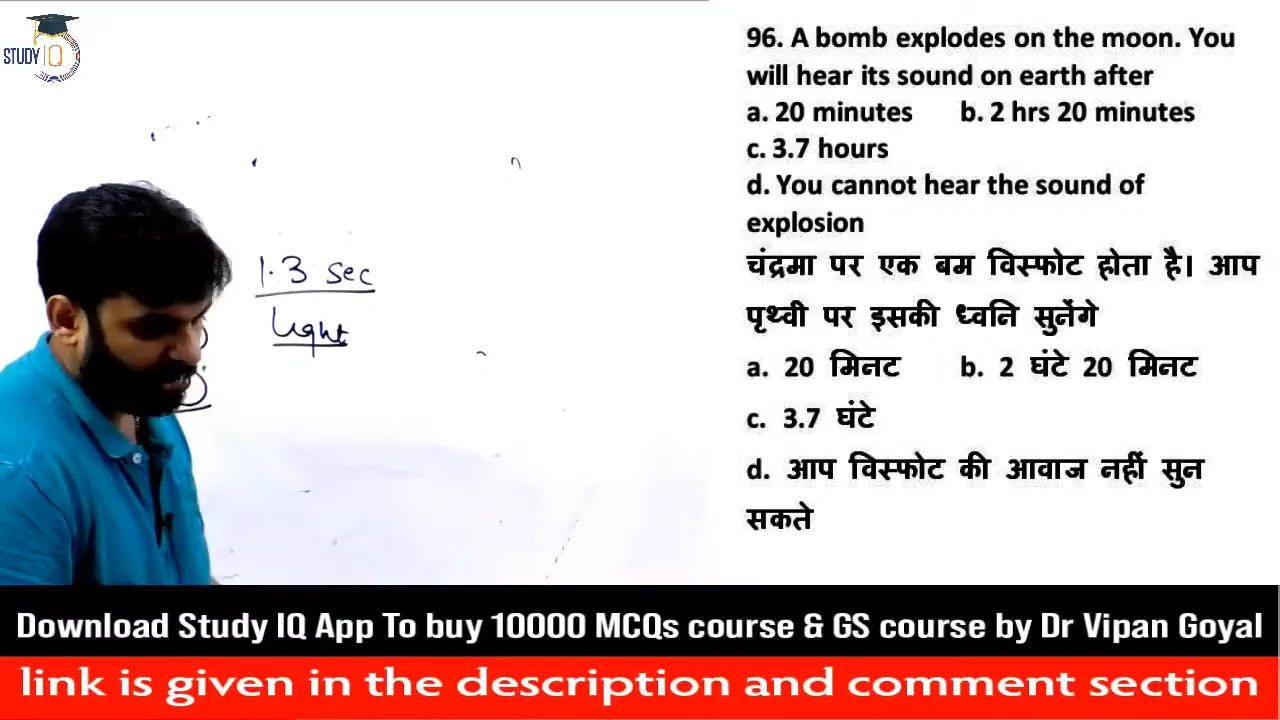 STUDY IQ
96. A bomb explodes on the moon. You
will hear its sound on earth after
a. 20 minutes b. 2 hrs 20 minutes
c. 3.7 hours
d. You cannot hear the sound of
explosion
चंद्रमा पर एक बम विस्फोट होता है। आप
पृथ्वी पर इसकी ध्वनि सुनेंगे
a. 20 मिनट b. 2 घंटे 20 मिनट
c. 3.7 घंटे
d. आप विस्फोट की आवाज नहीं सुन
सकते
1.3 sec
Light
Download Study IQ App To buy 10000 MCQs course & GS course by Dr Vipan Goyal
link is given in the description and comment section